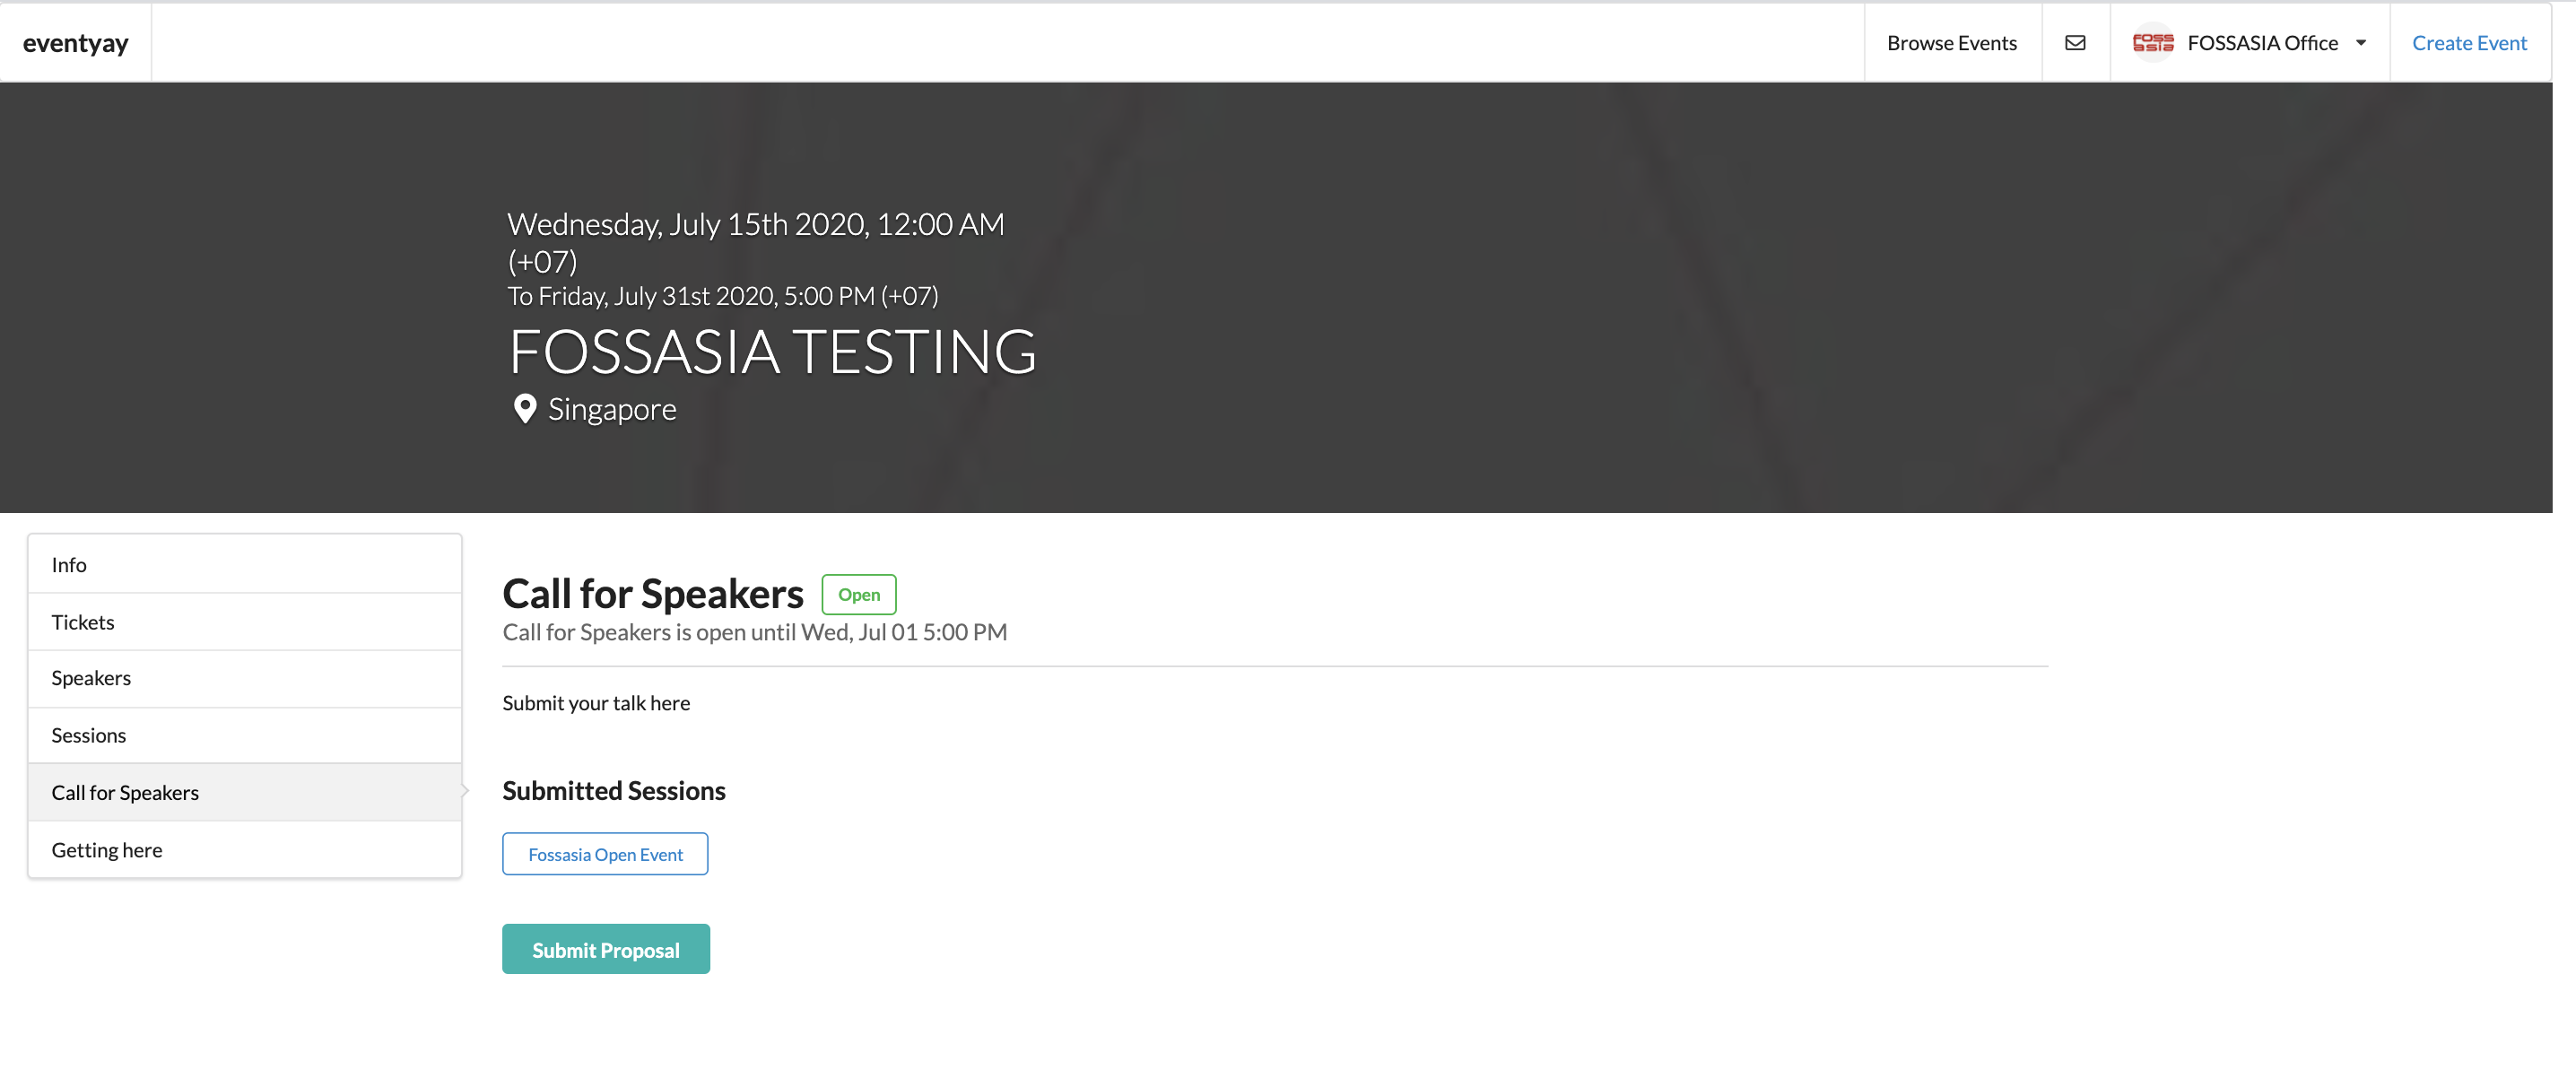 eventyay
Browse Events
FOSSASIA
FOSSASIA Office
Create Event
Wednesday, July 15th 2020, 12:00 AM
(+07)
To Friday, July 31st 2020, 5:00 PM (+07)
FOSSASIA TESTING
Singapore
Info
Tickets
Speakers
Sessions
Call for Speakers
Getting here
Call for Speakers Open
Call for Speakers is open until Wed, Jul 01 5:00 PM
Submit your talk here
Submitted Sessions
Fossasia Open Event
Submit Proposal